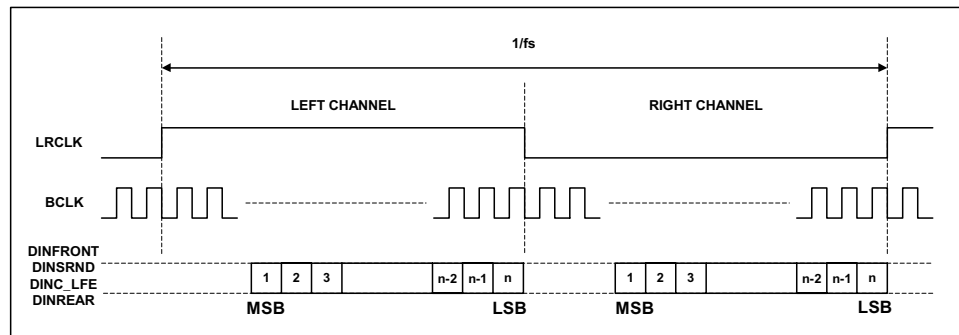 1/fs
LEFT CHANNEL RIGHT CHANNEL
LRCLK
BCLK
DINFRONT
DINSRND
DINC_LFE
DINREAR
1 2 3 n-2 n-1 n 1 2 3 n-2 n-1 n
MSB LSB MSB LSB